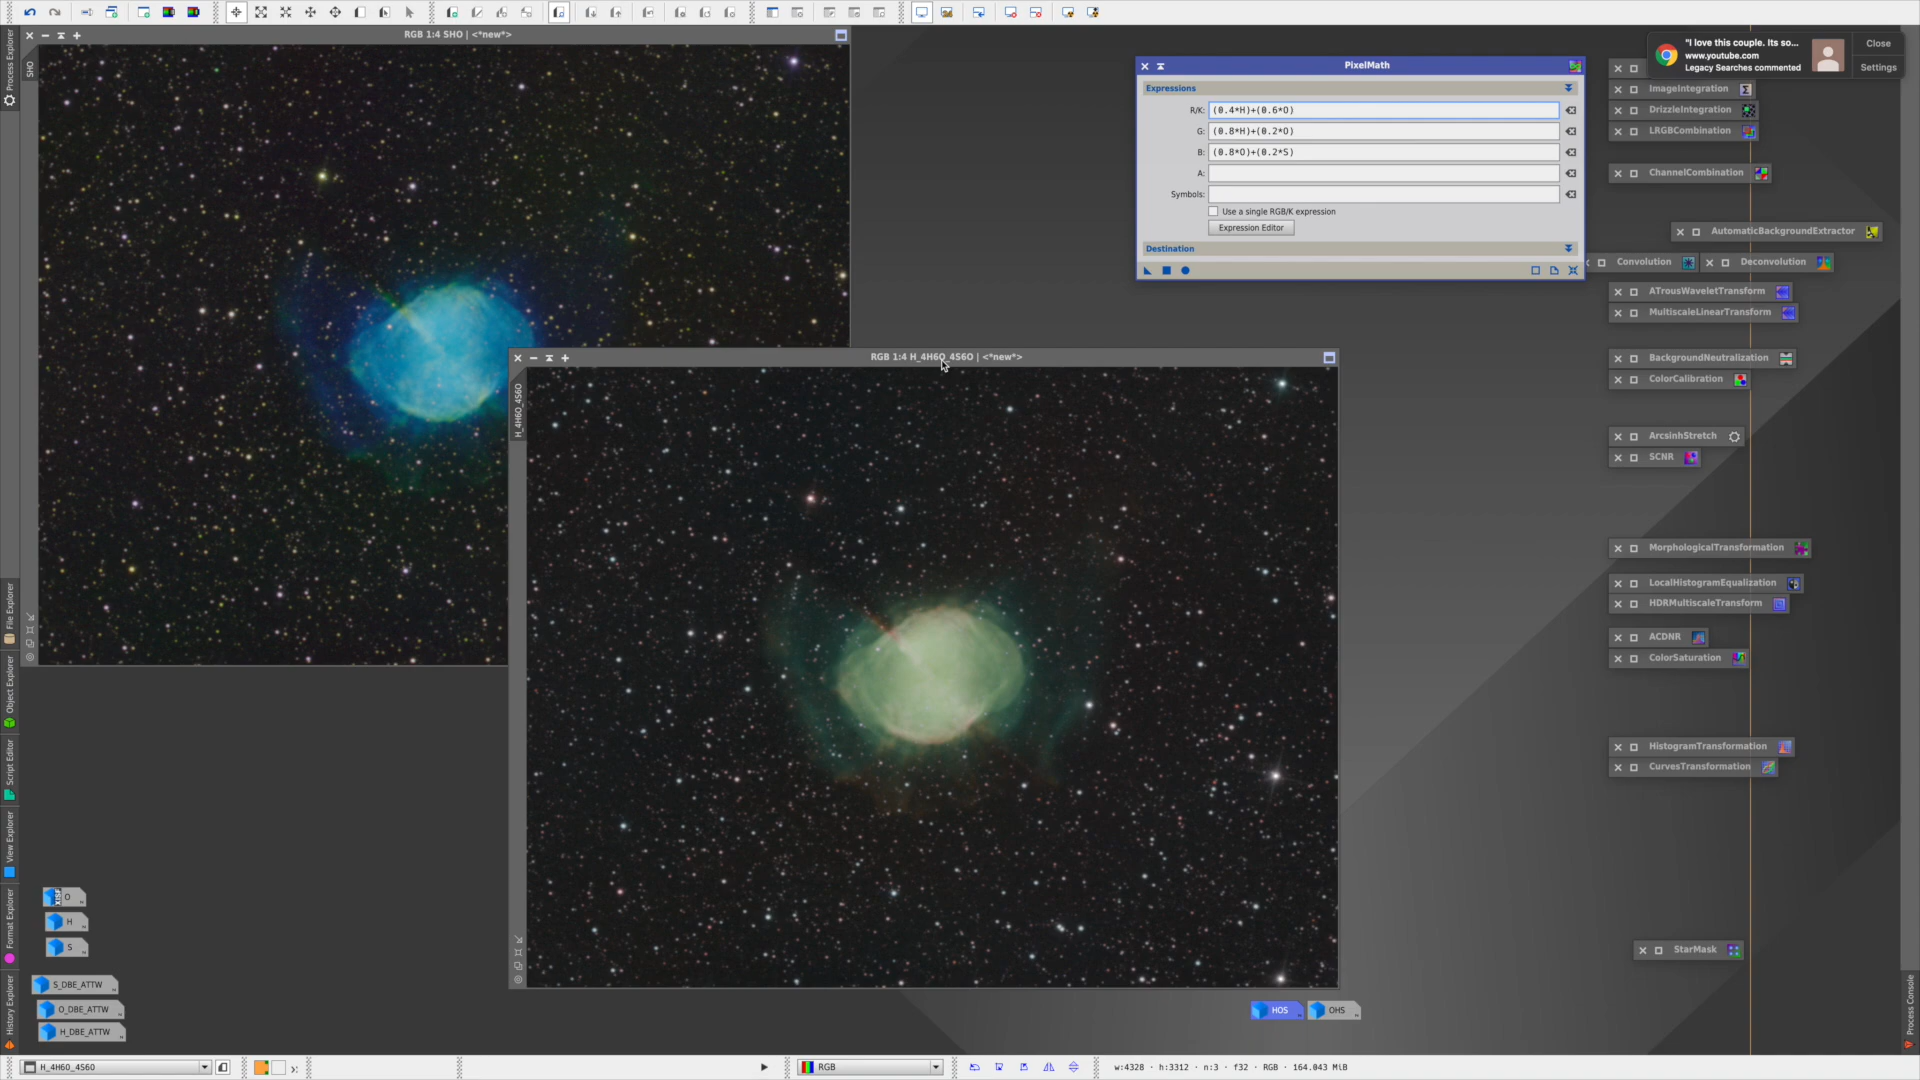 RGB 1:4 SHO | <*new*>
SHO
Process Explorer
File Explorer
Object Explorer
Script Editor
View Explorer
Format Explorer
History Explorer
PixelMath
Expressions
R/K: (0.4*H)+(0.6*O)
G: (0.8*H)+(0.2*O)
B: (0.8*O)+(0.2*S)
A:
Symbols:
Use a single RGB/K expression
Expression Editor
Destination
"I love this couple. Its so...
www.youtube.com
Legacy Searches commented
Close
Settings
ImageIntegration
DrizzleIntegration
LRGBCombination
ChannelCombination
AutomaticBackgroundExtractor
Convolution
Deconvolution
ATrousWaveletTransform
MultiscaleLinearTransform
BackgroundNeutralization
ColorCalibration
ArcsinhStretch
SCNR
MorphologicalTransformation
LocalHistogramEqualization
HDRMultiscaleTransform
ACDNR
ColorSaturation
HistogramTransformation
CurvesTransformation
StarMask
RGB 1:4 H_4H6O_4S6O | <*new*>
H_4H6O_4S6O
O
H
S
S_DBE_ATTW
O_DBE_ATTW
H_DBE_ATTW
HOS
OHS
Process Console
H_4H6O_4S6O
RGB
w:4328 · h:3312 · n:3 · f32 · RGB · 164.043 MiB